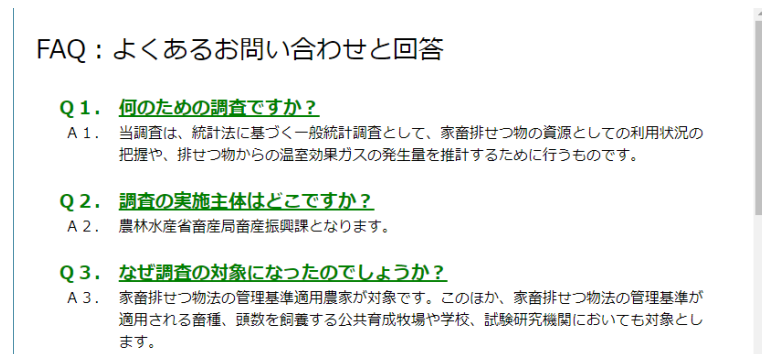 FAQ：よくあるお問い合わせと回答
Q１． 何のための調査ですか？
A１． 当調査は、統計法に基づく一般統計調査として、家畜排せつ物の資源としての利用状況の
把握や、排せつ物からの温室効果ガスの発生量を推計するために行うものです。
Q２． 調査の実施主体はどこですか？
A２． 農林水産省畜産局畜産振興課となります。
Q３． なぜ調査の対象になったのでしょうか？
A３． 家畜排せつ物法の管理基準適用農家が対象です。このほか、家畜排せつ物法の管理基準が
適用される畜種、頭数を飼養する公共育成牧場や学校、試験研究機関においても対象とし
ます。